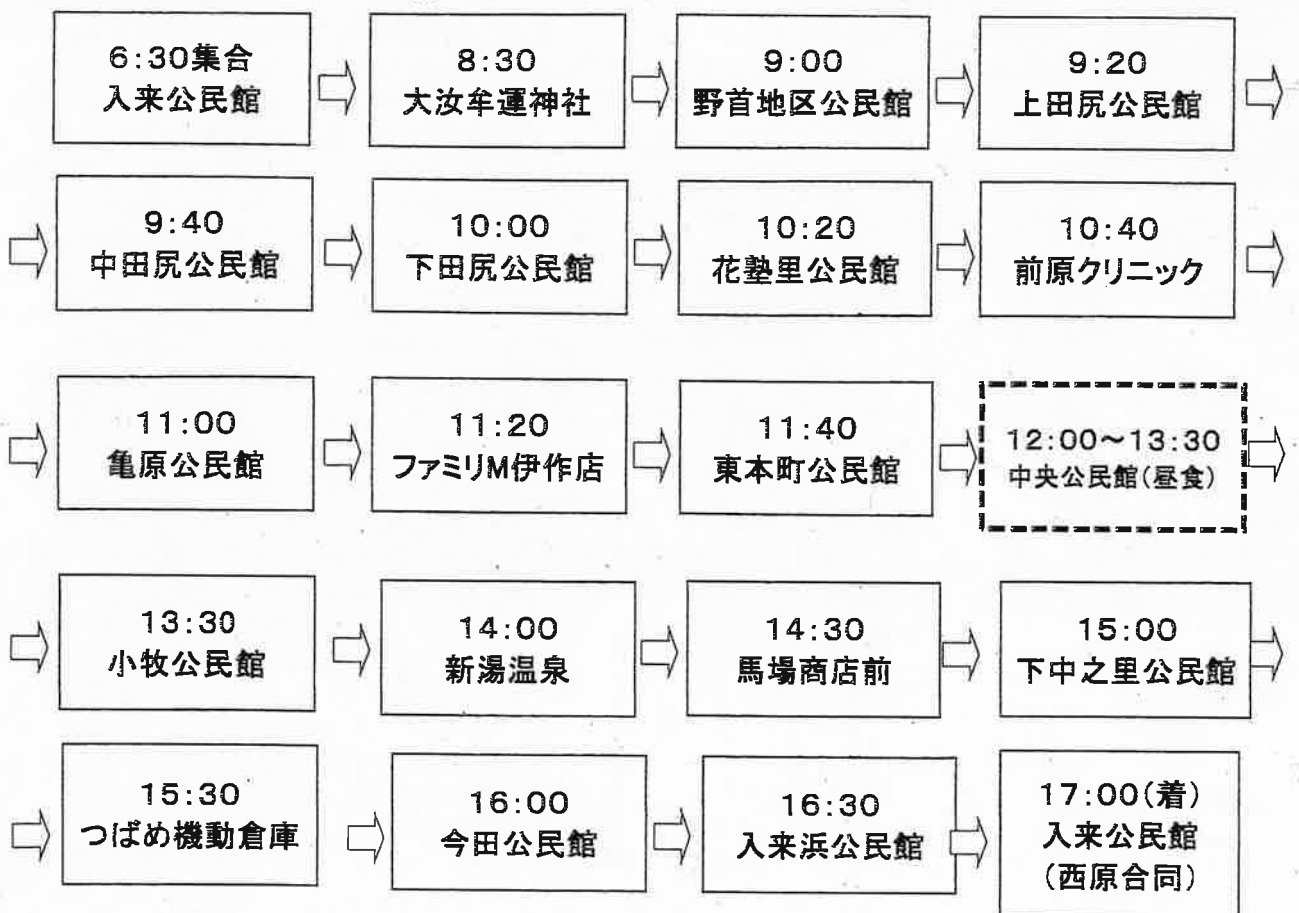 6:30集合
入来公民館
8:30
大汝牟運神社
9:00
野首地区公民館
9:20
上田尻公民館
9:40
中田尻公民館
10:00
下田尻公民館
10:20
花塾里公民館
10:40
前原クリニック
11:00
亀原公民館
11:20
ファミリM伊作店
11:40
東本町公民館
12:00～13:30
中央公民館(昼食)
13:30
小牧公民館
14:00
新湯温泉
14:30
馬場商店前
15:00
下中之里公民館
15:30
つばめ機動倉庫
16:00
今田公民館
16:30
入来浜公民館
17:00(着)
入来公民館
(西原合同)